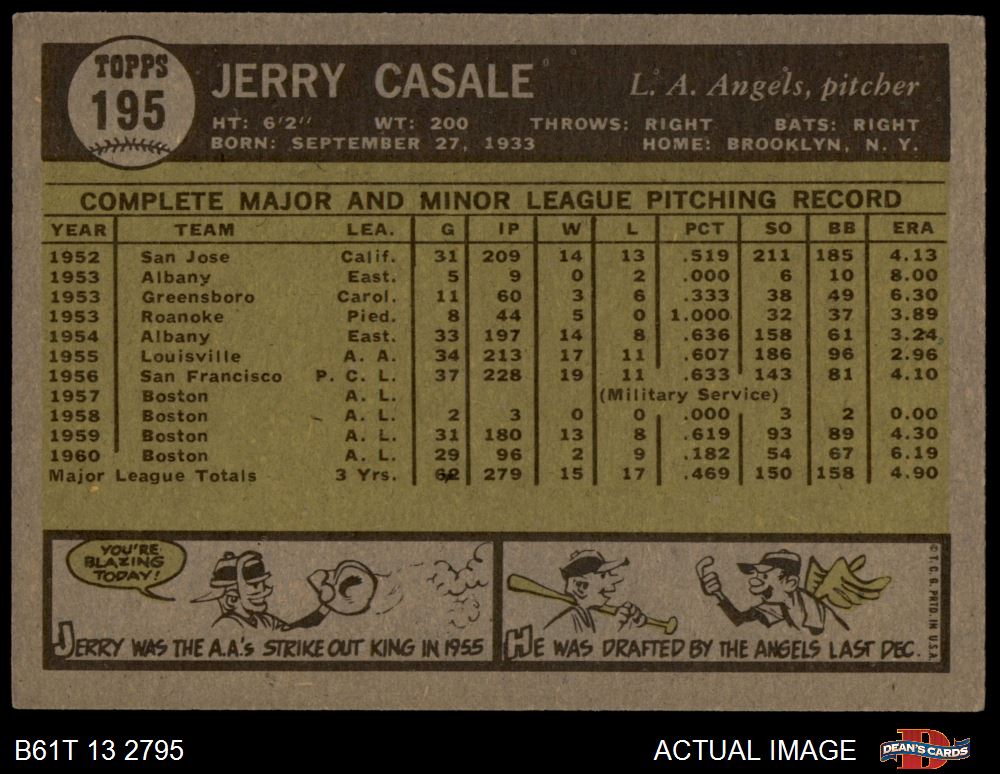 TOPPS
195
JERRY CASALE
L. A. Angels, pitcher
HT: 6'2" WT: 200 THROWS: RIGHT BATS: RIGHT
BORN: SEPTEMBER 27, 1933 HOME: BROOKLYN, N. Y.
COMPLETE MAJOR AND MINOR LEAGUE PITCHING RECORD
YEAR TEAM LEA. G IP W L PCT SO BB ERA
1952 San Jose Calif. 31 209 14 13 .519 211 185 4.13
1953 Albany East. 5 9 0 2 .000 6 10 8.00
1953 Greensboro Carol. 11 60 3 6 .333 38 49 6.30
1953 Roanoke Pied. 8 44 5 0 1.000 32 37 3.89
1954 Albany East. 33 197 14 8 .636 158 61 3.24
1955 Louisville A. A. 34 213 17 11 .607 186 96 2.96
1956 San Francisco P. C. L. 37 228 19 11 .633 143 81 4.10
1957 Boston A. L. (Military Service)
1958 Boston A. L. 2 3 0 0 .000 3 2 0.00
1959 Boston A. L. 31 180 13 8 .619 93 89 4.30
1960 Boston A. L. 29 96 2 9 .182 54 67 6.19
Major League Totals 3 Yrs. 62 279 15 17 .469 150 158 4.90
YOU'RE
BLAZING
TODAY!
JERRY WAS THE A.A.'s STRIKE OUT KING IN 1955
HE WAS DRAFTED BY THE ANGELS LAST DEC.
© T. C. G. PRTD. IN U.S.A.
B61T 13 2795
ACTUAL IMAGE
DEAN'S CARDS